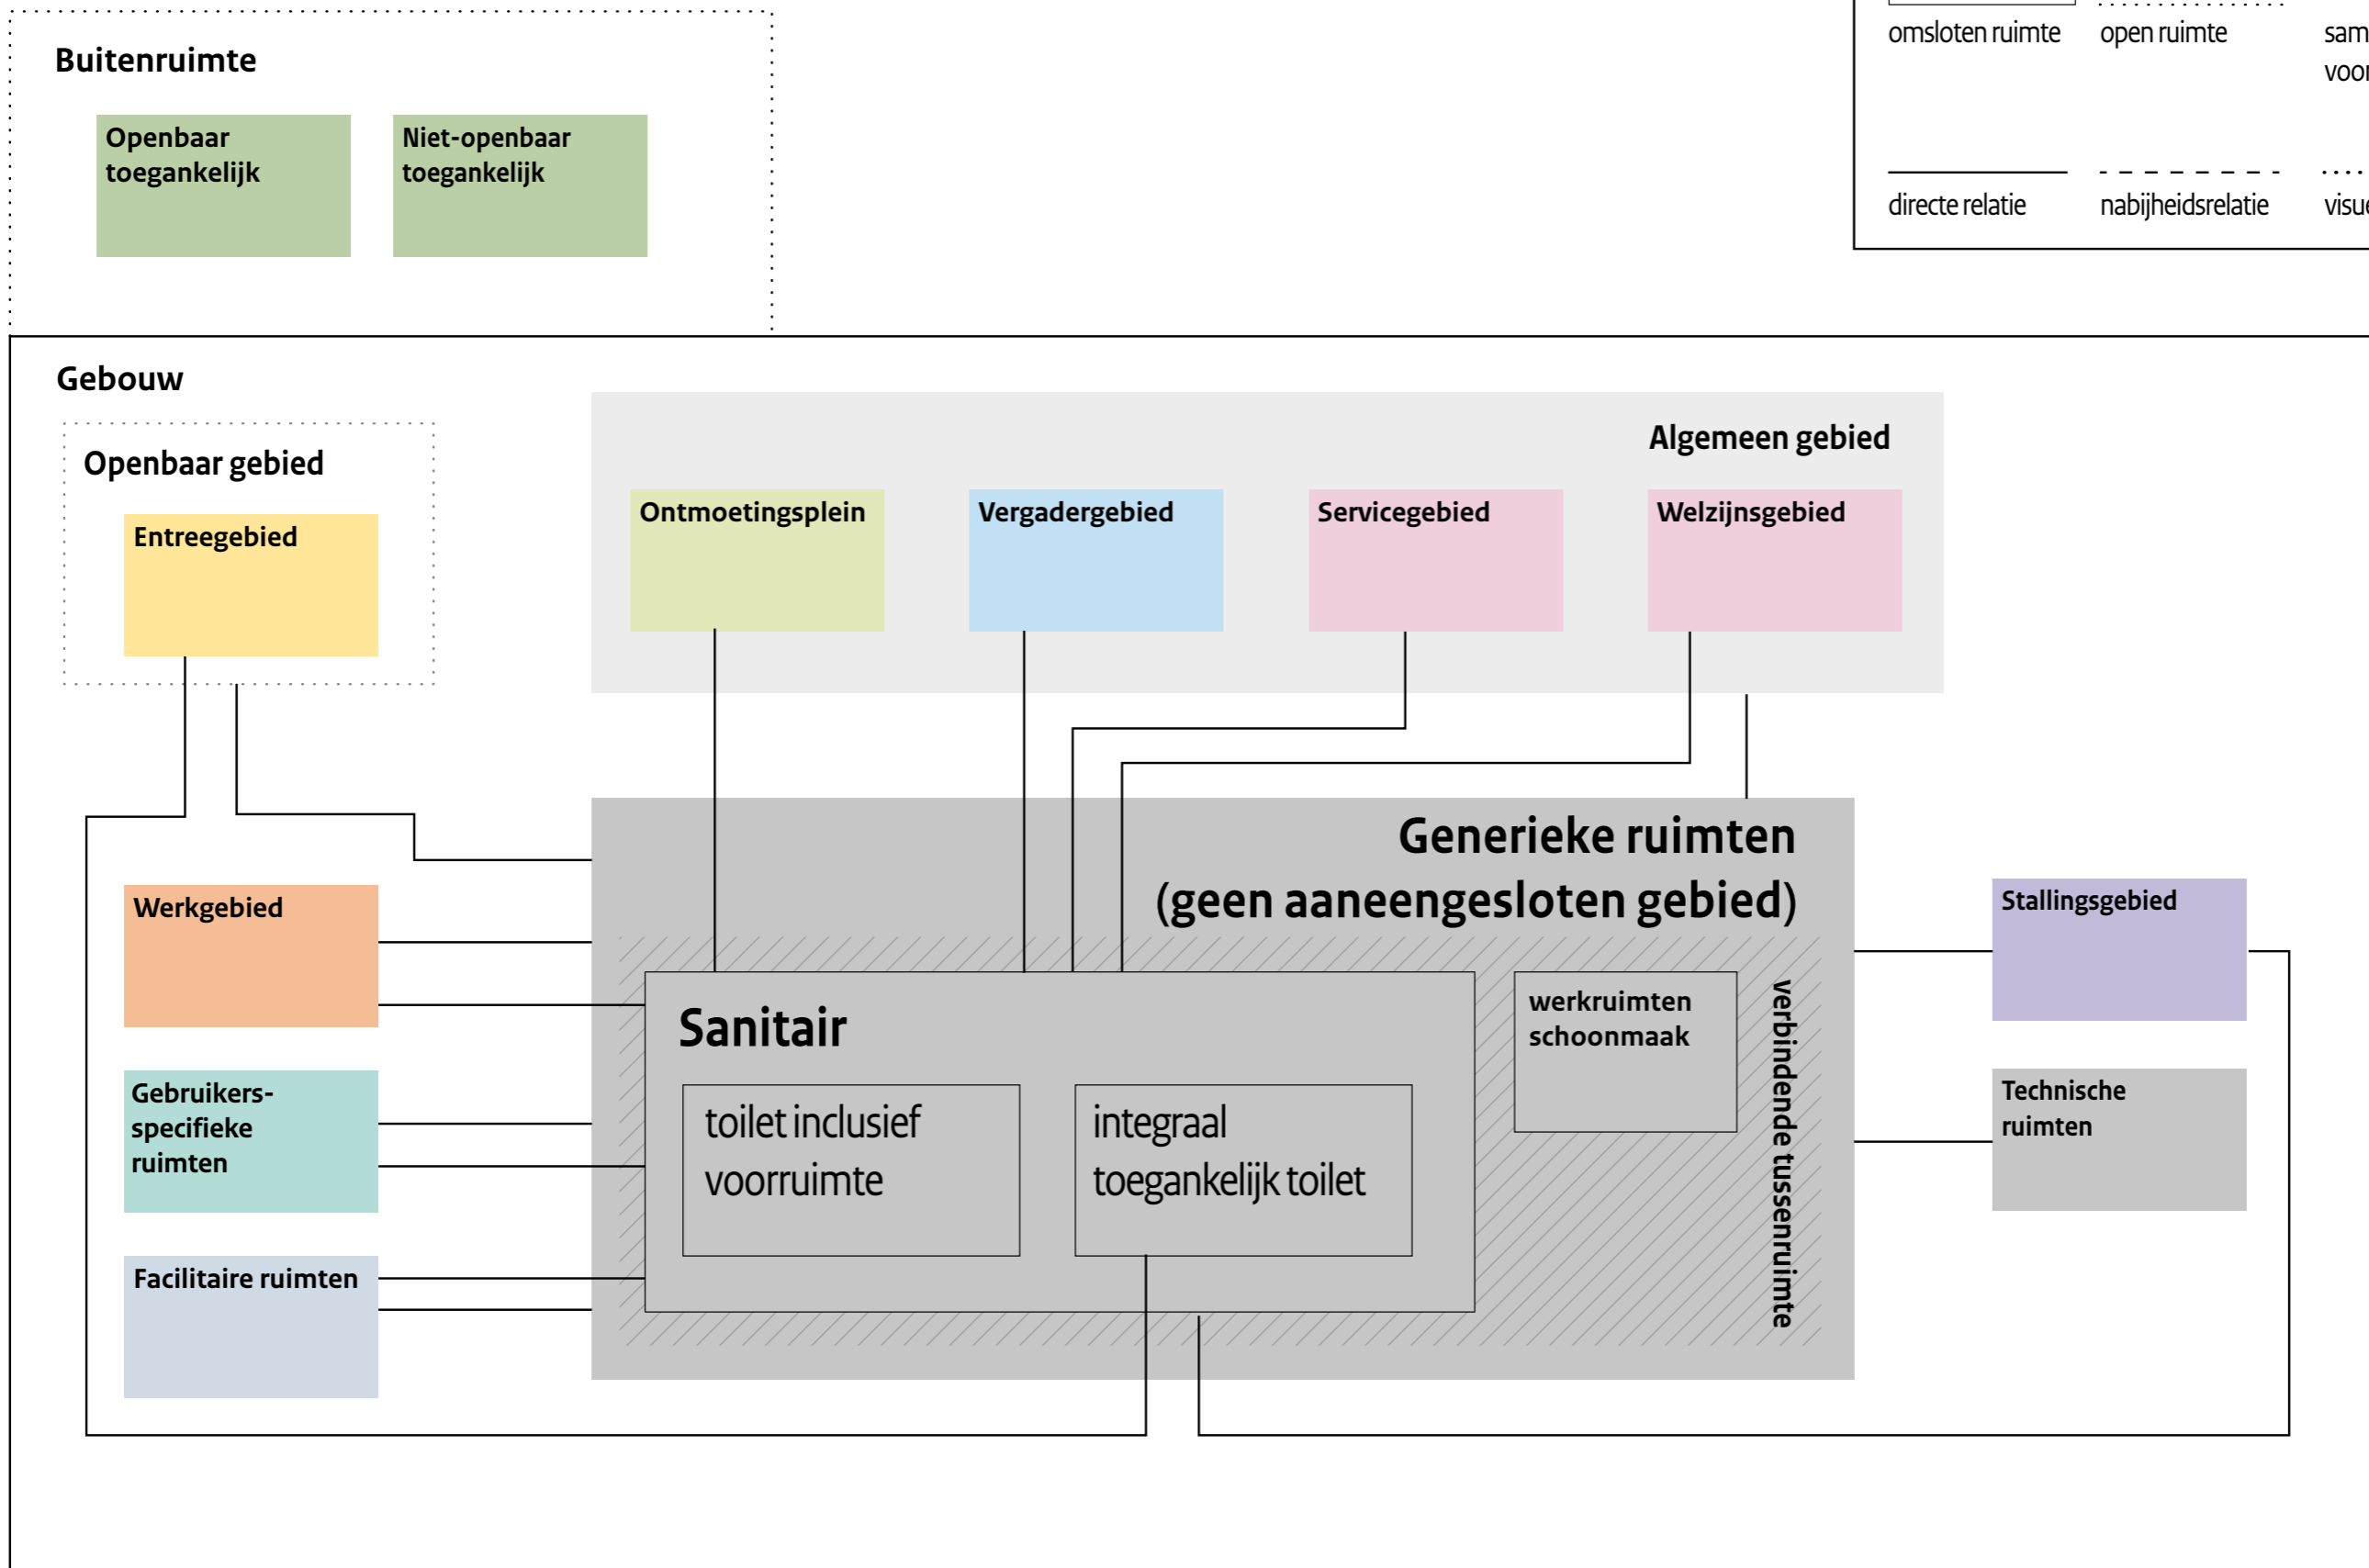 omsloten ruimte
open ruimte
directe relatie
nabijheidsrelatie
Buitenruimte
Openbaar
toegankelijk
Niet-openbaar
toegankelijk
Gebouw
Openbaar gebied
Entreegebied
Algemeen gebied
Ontmoetingsplein
Vergadergebied
Servicegebied
Welzijnsgebied
Generieke ruimten
(geen aaneengesloten gebied)
Werkgebied
Gebruikers-
specifieke
ruimten
Facilitaire ruimten
Sanitair
toilet inclusief
voorruimte
integraal
toegankelijk toilet
werkruimten
schoonmaak
verbindende tussenruimte
Stallingsgebied
Technische
ruimten